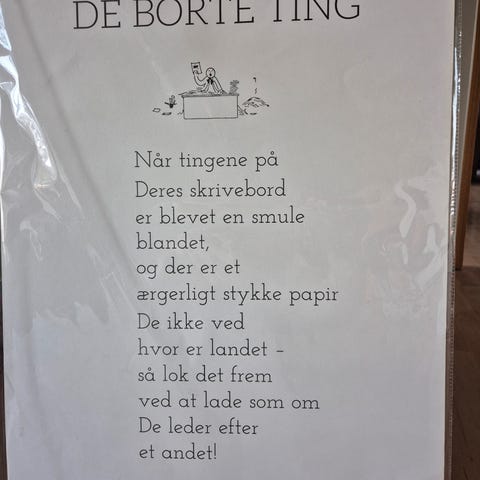 DE BORTE TING
Når tingene på
Deres skrivebord
er blevet en smule
blandet,
og der er et
ærgerligt stykke papir
De ikke ved
hvor er landet –
så lok det frem
ved at lade som om
De leder efter
et andet!